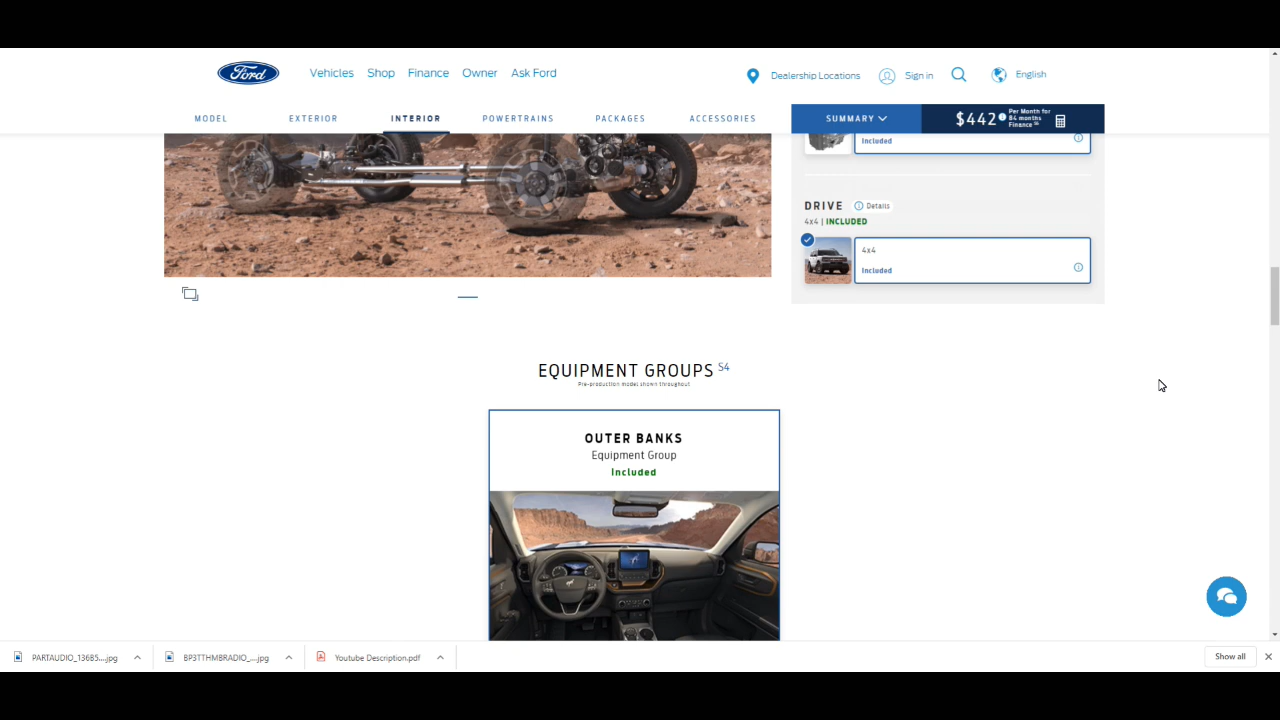 Ford
Vehicles Shop Finance Owner Ask Ford
Dealership Locations Sign in English
MODEL EXTERIOR INTERIOR POWERTRAINS PACKAGES ACCESSORIES
SUMMARY
$442 Per Month for
84 months
Finance
Included
DRIVE Details
4x4 | INCLUDED
4x4
Included
EQUIPMENT GROUPS 54
Pre-production model shown throughout
OUTER BANKS
Equipment Group
Included
PARTAUDIO_136B5....jpg BP3TTHMBRADIO_....jpg Youtube Description.pdf Show all